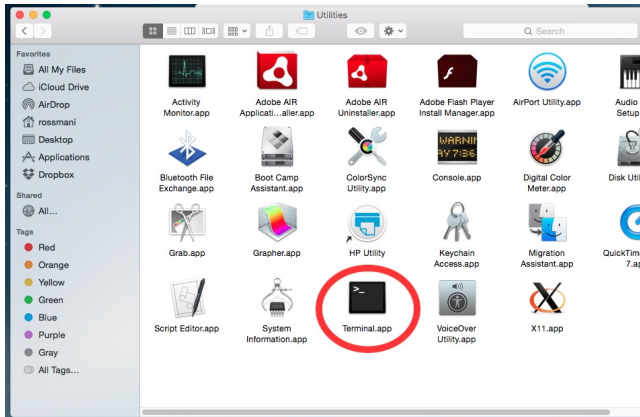 Utilities
Search
Favorites
All My Files
iCloud Drive
AirDrop
rossmani
Desktop
Applications
Dropbox
Shared
All...
Tags
Red
Orange
Yellow
Green
Blue
Purple
Gray
All Tags...
Activity
Monitor.app
Adobe AIR
Applicati...aller.app
Adobe AIR
Uninstaller.app
Adobe Flash Player
Install Manager.app
AirPort Utility.app
Audio
Setup
Bluetooth File
Exchange.app
Boot Camp
Assistant.app
ColorSync
Utility.app
WARNIN
AY 7:36
Console.app
Digital Color
Meter.app
Disk Util
Grab.app
Grapher.app
HP Utility
Keychain
Access.app
Migration
Assistant.app
QuickTime
7.a
Script Editor.app
System
Information.app
>_
Terminal.app
VoiceOver
Utility.app
X11.app